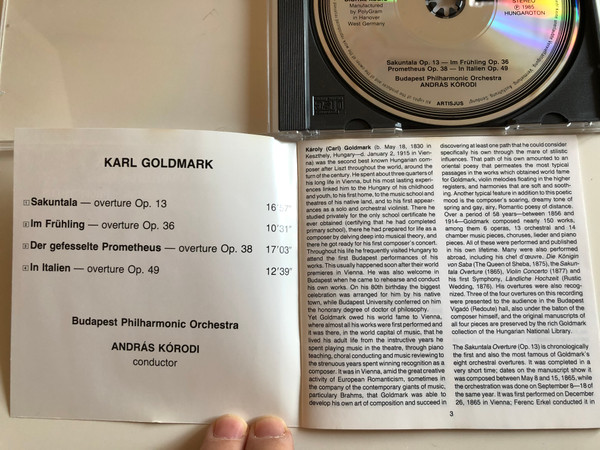 Manufactured
by PolyGram
in Hanover
West Germany
STEREO
Ⓟ 1965
HUNGAROTON
Sakuntala Op. 13 — Im Frühling Op. 36
Prometheus Op. 38 — In Italien Op. 49
Budapest Philharmonic Orchestra
ANDRÁS KÓRODI
ARTISJUS
KARL GOLDMARK
1 Sakuntala — overture Op. 13 16'57"
2 Im Frühling — overture Op. 36 10'31"
3 Der gefesselte Prometheus — overture Op. 38 17'03"
4 In Italien — overture Op. 49 12'39"
Budapest Philharmonic Orchestra
ANDRÁS KÓRODI
conductor
Károly (Carl) Goldmark (b. May 18, 1830 in
Keszthely, Hungary—d. January 2, 1915 in Vien-
na) was the second best known Hungarian com-
poser after Liszt throughout the world, around the
turn of the century. He spent about three quarters of
his long life in Vienna, but his most lasting experi-
ences linked him to the Hungary of his childhood
and youth, to his first home, to the music school and
theatres of his native land, and to his first appear-
ances as a solo and orchestral violinist. There he
studied privately for the only school certificate he
ever obtained (certifying that he had completed
primary school), there he had prepared for life as a
composer by delving deep into musical theory, and
there he got ready for his first composer's concert.
Throughout his life he frequently visited Hungary to
attend the first Budapest performances of his
works. This usually happened soon after their world
premieres in Vienna. He was also welcome in
Budapest when he came to rehearse and conduct
his own works. On his 80th birthday the biggest
celebration was arranged for him by his native
town, while Budapest University conferred on him
the honorary degree of doctor of philosophy.
Yet Goldmark owed his world fame to Vienna,
where almost all his works were first performed and
it was there, in the world capital of music, that he
lived his adult life from the instructive years he
spent playing music in the theatre, through piano
teaching, choral conducting and music reviewing to
the strenuous years spent winning recognition as a
composer. It was in Vienna, amid the great creative
activity of European Romanticism, sometimes in
the company of the contemporary giants of music,
particulary Brahms, that Goldmark was able to
develop his own art of composition and succeed in
discovering at least one path that he could consider
specifically his own through the mare of stilistic
influences. That path of his own amounted to an
oriental poesy that permeates the most typical
passages in the works which obtained world fame
for Goldmark, violin melodies floating in the higher
registers, and harmonies that are soft and sooth-
ing. Another typical feature in addition to this poetic
mood is the composer's soaring, dreamy tone of
spring and gay, airy, Romantic poesy of distance.
Over a period of 58 years—between 1856 and
1914—Goldmark composed nearly 150 works,
among them 6 operas, 13 orchestral and 14
chamber music pieces, choruses, lieder and piano
pieces. All of these were performed and published
in his own lifetime. Many were also performed
abroad, including his chef d'œuvre, Die Königin
von Saba (The Queen of Sheba, 1875), the Sakun-
tala Overture (1865), Violin Concerto (1877) and
his first Symphony, Ländliche Hochzeit (Rustic
Wedding, 1876). His overtures were also recog-
nized. Three of the four overtures on this recording
were presented to the audience in the Budapest
Vigadó (Redoute) hall, also under the baton of the
composer himself, and the original manuscripts of
all four pieces are preserved by the rich Goldmark
collection of the Hungarian National Library.
The Sakuntala Overture (Op. 13) is chronologically
the first and also the most famous of Goldmark's
eight orchestral overtures. It was completed in a
very short time; dates on the manuscript show it
was composed between May 8 and 15, 1865, while
the orchestration was done on September 8—18 of
the same year. It was first performed on December
26, 1865 in Vienna; Ferenc Erkel conducted it in
3